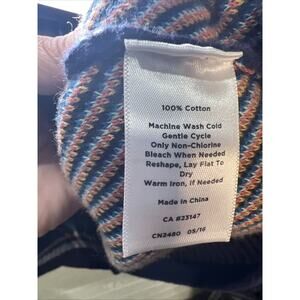 100% Cotton
Machine Wash Cold
Gentle Cycle
Only Non-Chlorine
Bleach When Needed
Reshape, Lay Flat To
Dry
Warm Iron, if Needed
Made in China
CA #23147
CN2480 05/16